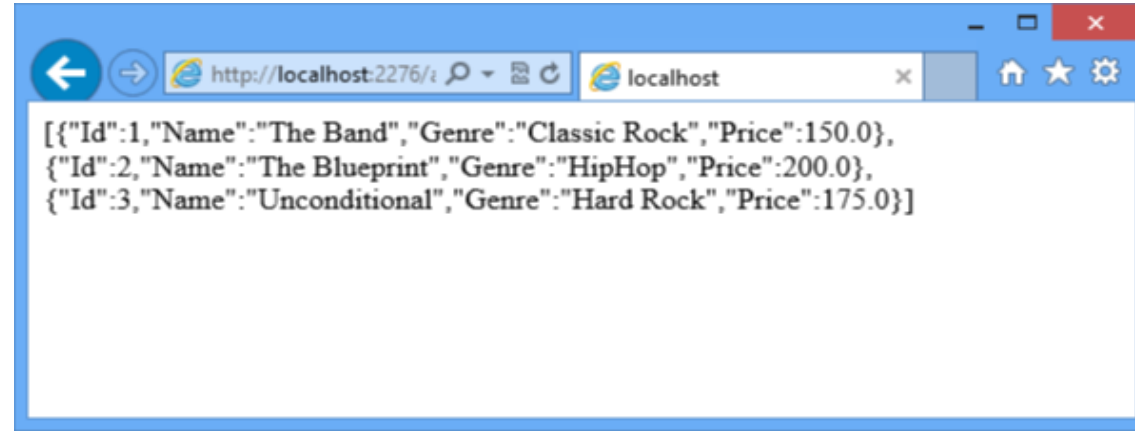 http://localhost:2276/a
localhost
[{"Id":1,"Name":"The Band","Genre":"Classic Rock","Price":150.0},
{"Id":2,"Name":"The Blueprint","Genre":"HipHop","Price":200.0},
{"Id":3,"Name":"Unconditional","Genre":"Hard Rock","Price":175.0}]